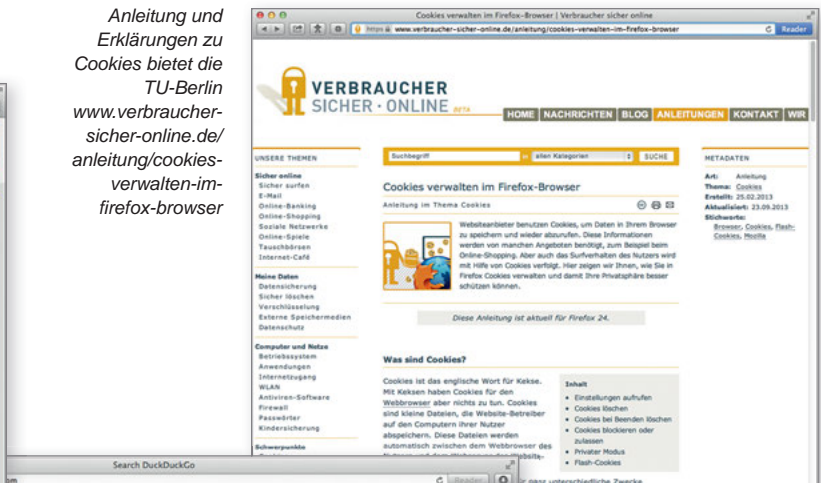 Anleitung und
Erklärungen zu
Cookies bietet die
TU-Berlin
www.verbraucher-
sicher-online.de/
anleitung/cookies-
verwalten-im-
firefox-browser
Cookies verwalten im Firefox-Browser | Verbraucher sicher online
https www.verbraucher-sicher-online.de/anleitung/cookies-verwalten-im-firefox-browser
Reader
VERBRAUCHER
SICHER · ONLINE BETA
HOME NACHRICHTEN BLOG ANLEITUNGEN KONTAKT WIR
UNSERE THEMEN
Sicher online
Sicher surfen
E-Mail
Online-Banking
Online-Shopping
Soziale Netzwerke
Online-Spiele
Tauschbörsen
Internet-Café
Meine Daten
Datensicherung
Sicher löschen
Verschlüsselung
Externe Speichermedien
Datenschutz
Computer und Netze
Betriebssystem
Anwendungen
Internetzugang
WLAN
Antiviren-Software
Firewall
Passwörter
Kindersicherung
Schwerpunkte
Suchbegriff in allen Kategorien SUCHE
Cookies verwalten im Firefox-Browser
Anleitung im Thema Cookies
Websiteanbieter benutzen Cookies, um Daten in Ihrem Browser
zu speichern und wieder abzurufen. Diese Informationen
werden von manchen Angeboten benötigt, zum Beispiel beim
Online-Shopping. Aber auch das Surfverhalten des Nutzers wird
mit Hilfe von Cookies verfolgt. Hier zeigen wir Ihnen, wie Sie in
Firefox Cookies verwalten und damit Ihre Privatsphäre besser
schützen können.
Diese Anleitung ist aktuell für Firefox 24.
Was sind Cookies?
Cookies ist das englische Wort für Kekse.
Mit Keksen haben Cookies für den
Webbrowser aber nichts zu tun. Cookies
sind kleine Dateien, die Website-Betreiber
auf den Computern ihrer Nutzer
abspeichern. Diese Dateien werden
automatisch zwischen dem Webbrowser des
Inhalt
Einstellungen aufrufen
Cookies löschen
Cookies bei Beenden löschen
Cookies blockieren oder
zulassen
Privater Modus
Flash-Cookies
für ganz unterschiedliche Zwecke
METADATEN
Art: Anleitung
Thema: Cookies
Erstellt: 25.02.2013
Aktualisiert: 23.09.2013
Stichworte:
Browser, Cookies, Flash-
Cookies, Mozilla
Search DuckDuckGo
om
Reader